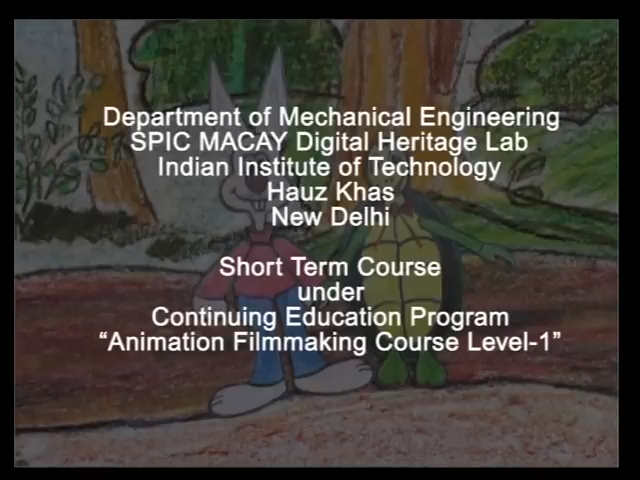 Department of Mechanical Engineering
SPIC MACAY Digital Heritage Lab
Indian Institute of Technology
Hauz Khas
New Delhi
Short Term Course
under
Continuing Education Program
“Animation Filmmaking Course Level-1”